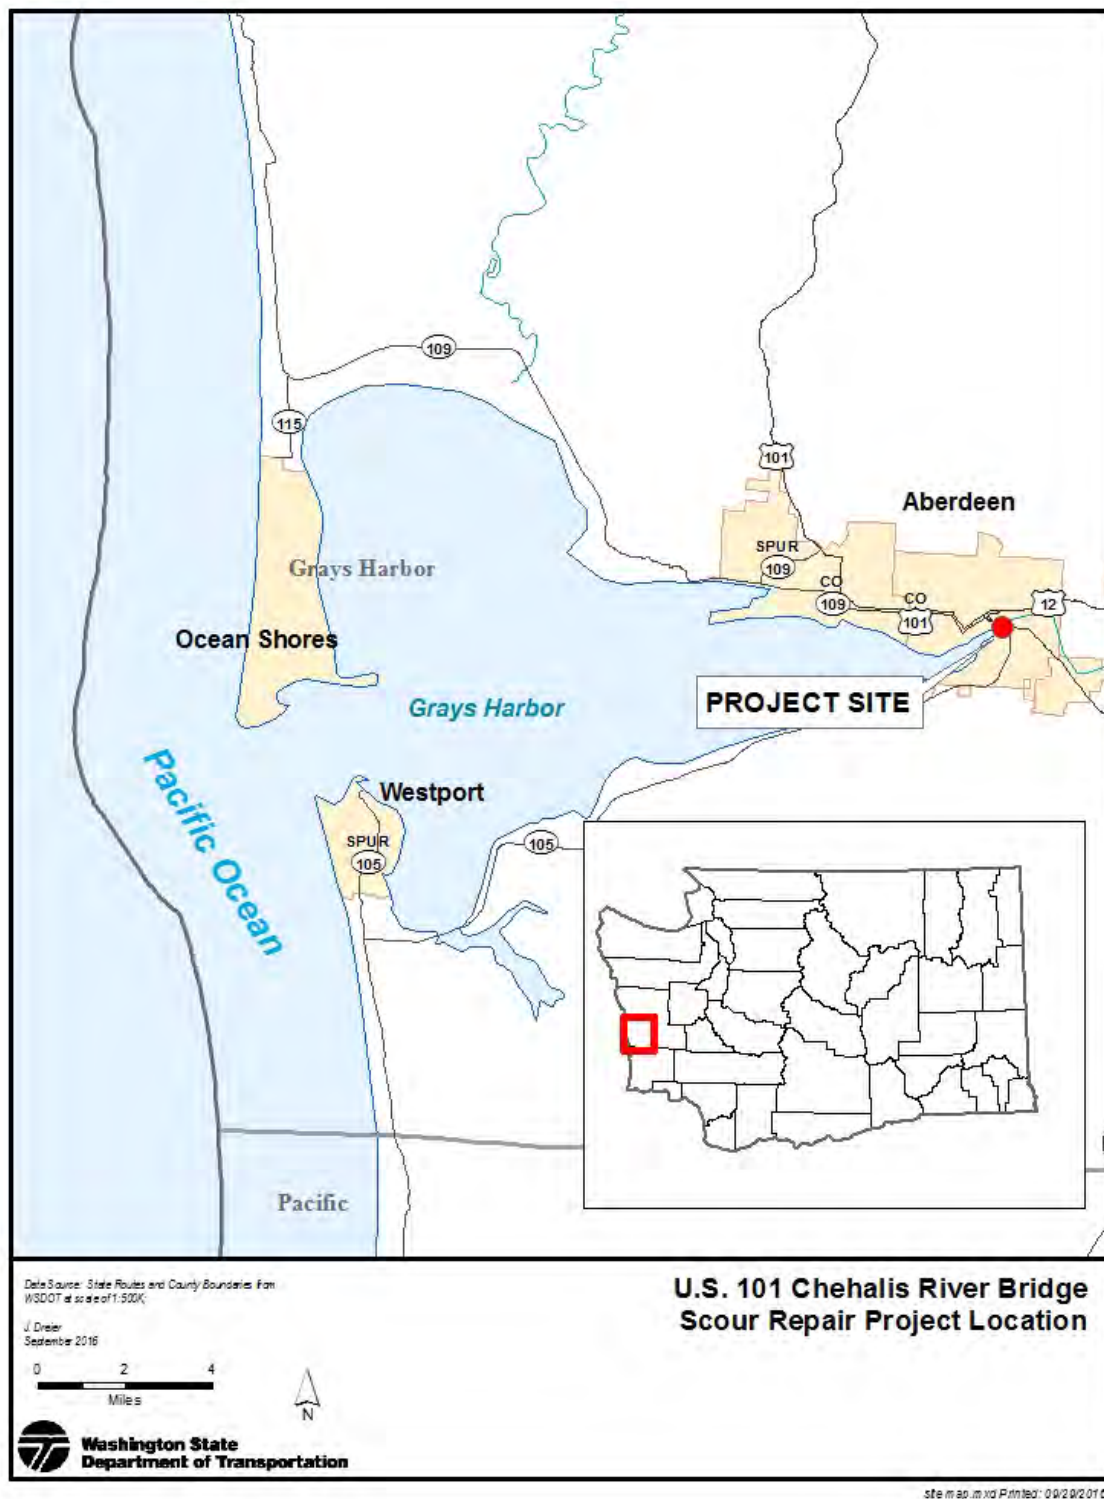 109
115
101
Aberdeen
SPUR
109
Grays Harbor
CO
109
CO
101
12
Ocean Shores
Grays Harbor
PROJECT SITE
Pacific Ocean
Westport
SPUR
105
105
Pacific
Data Source: State Routes and County Boundaries from
WSDOT at scale of 1:500K;
J. Dreier
September 2016
0 2 4
Miles
N
U.S. 101 Chehalis River Bridge
Scour Repair Project Location
Washington State
Department of Transportation
site map.mxd Printed: 09/29/2016